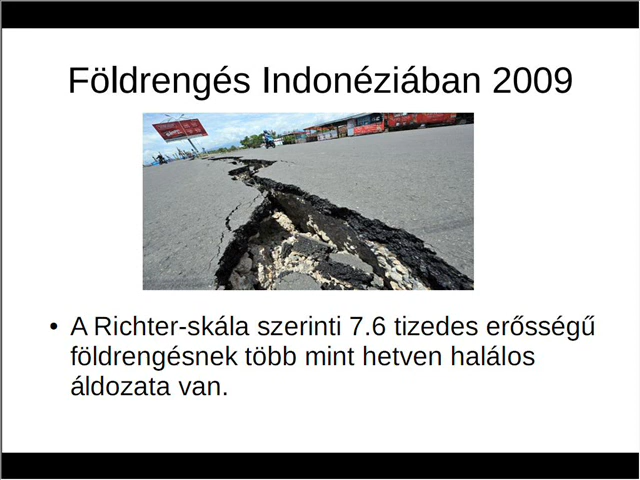 Földrengés Indonéziában 2009
• A Richter-skála szerinti 7.6 tizedes erősségű
földrengésnek több mint hetven halálos
áldozata van.